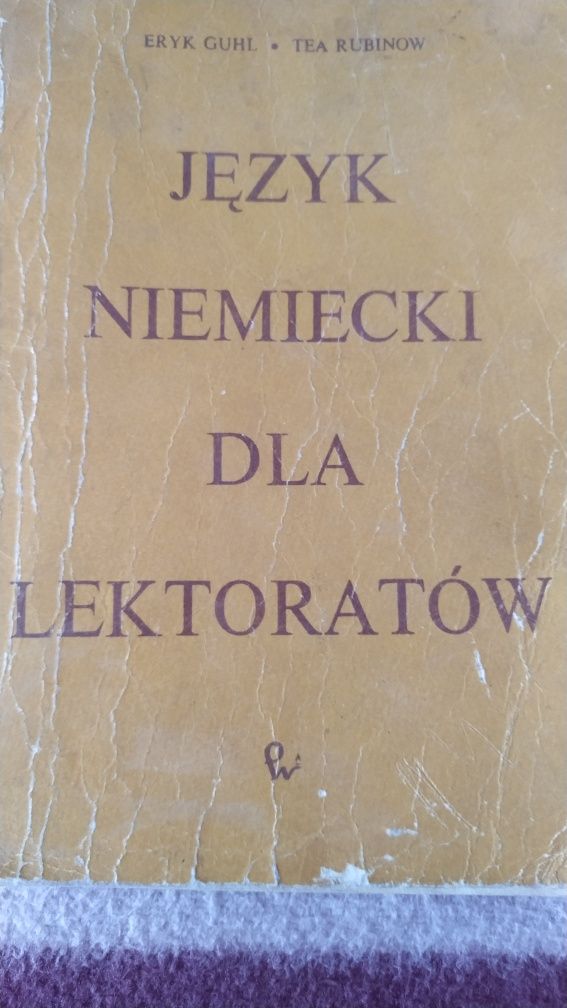 ERYK GUHL • TEA RUBINOW
JĘZYK
NIEMIECKI
DLA
LEKTORATÓW